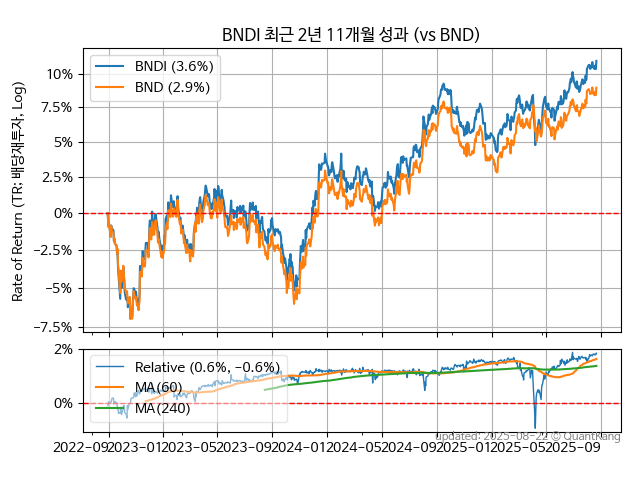 BNDI 최근 2년 11개월 성과 (vs BND)
Rate of Return (TR: 배당재투자, Log)
BNDI (3.6%)
BND (2.9%)
10%
7.5%
5%
2.5%
0%
−2.5%
−5%
−7.5%
2%
0%
Relative (0.6%, −0.6%)
MA(60)
MA(240)
updated: 2025-08-22 © QuantKang
2022−09 2023−01 2023−05 2023−09 2024−01 2024−05 2024−09 2025−01 2025−05 2025−09